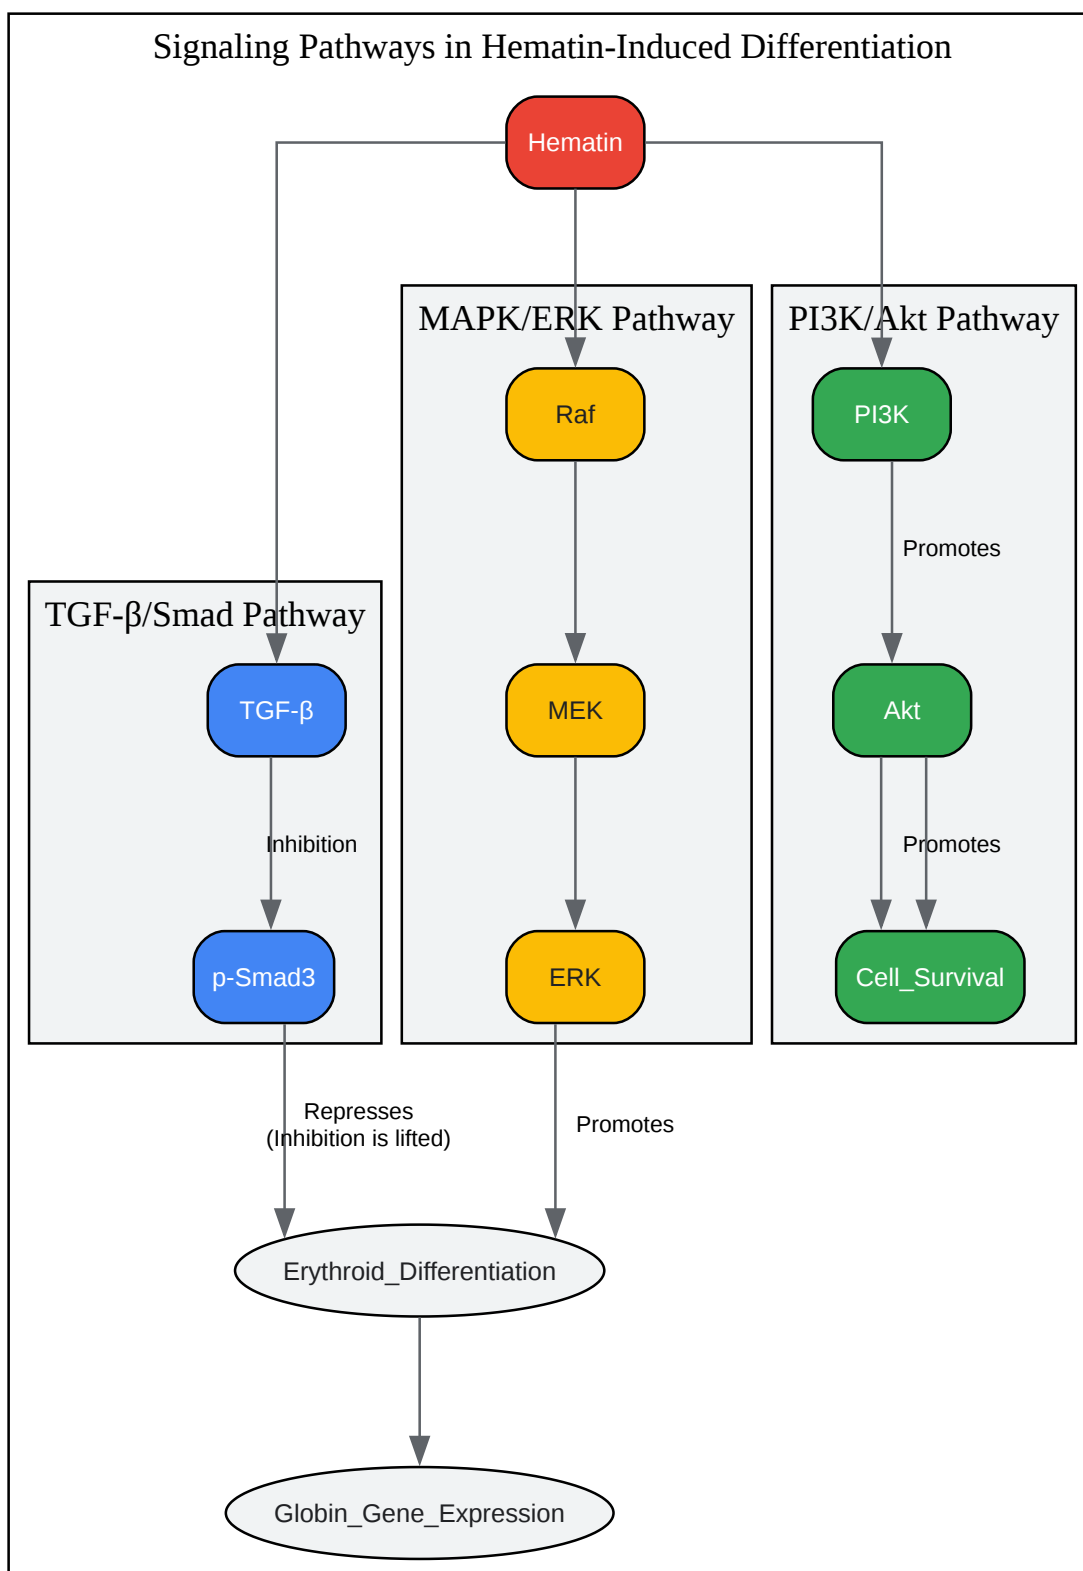 Signaling Pathways in Hematin-Induced Differentiation
Hematin
MAPK/ERK Pathway
PI3K/Akt Pathway
Raf
PI3K
Promotes
TGF-β/Smad Pathway
TGF-β
MEK
Akt
Inhibition
Promotes
p-Smad3
ERK
Cell_Survival
Represses
(Inhibition is lifted)
Promotes
Erythroid_Differentiation
Globin_Gene_Expression